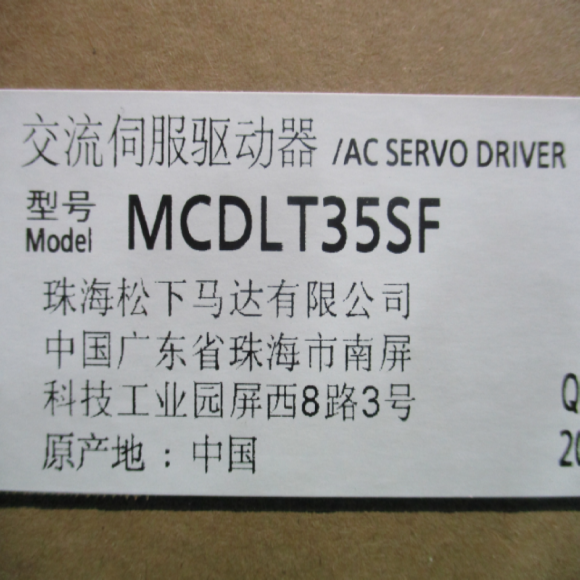 交流伺服驱动器 /AC SERVO DRIVER
型号
Model MCDLT35SF
珠海松下马达有限公司
中国广东省珠海市南屏
科技工业园屏西8路3号
原产地：中国